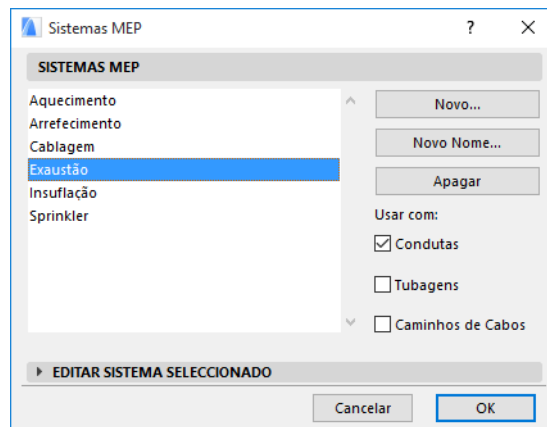 Sistemas MEP
?
SISTEMAS MEP
Aquecimento
Arrefecimento
Cablagem
Exaustão
Insuflação
Sprinkler
Novo...
Novo Nome...
Apagar
Usar com:
Condutas
Tubagens
Caminhos de Cabos
EDITAR SISTEMA SELECCIONADO
Cancelar
OK